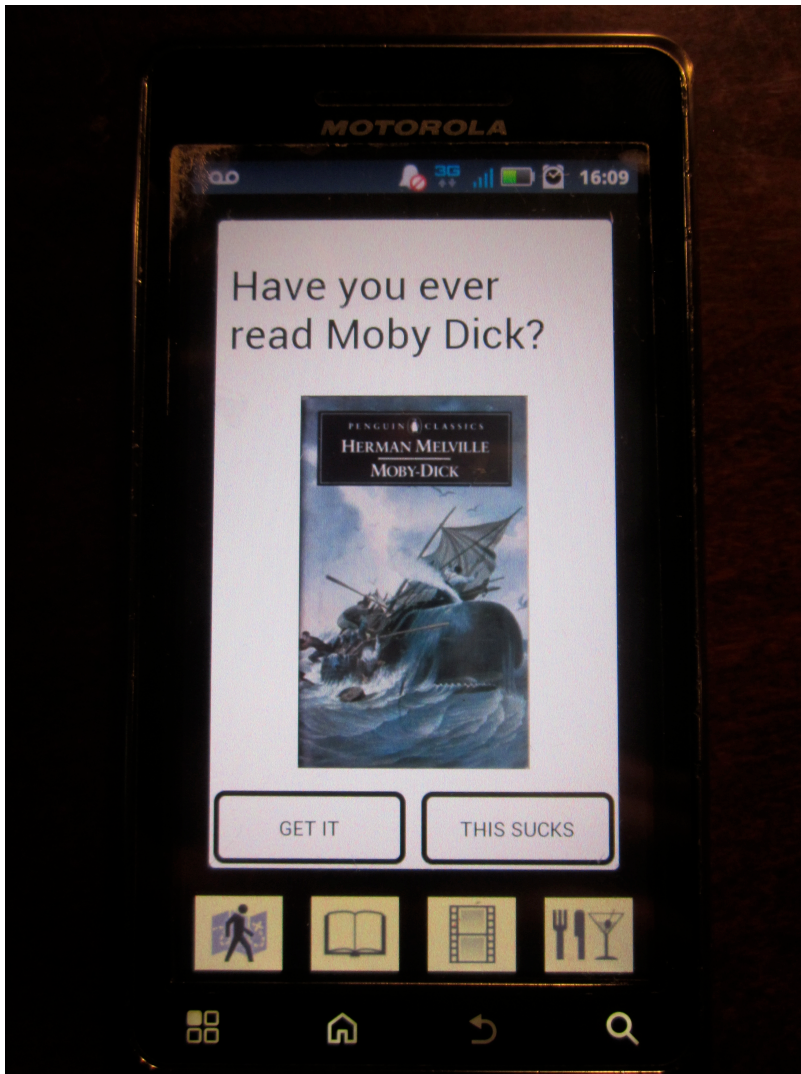 MOTOROLA
3G 16:09
Have you ever
read Moby Dick?
PENGUIN CLASSICS
HERMAN MELVILLE
MOBY-DICK
GET IT THIS SUCKS